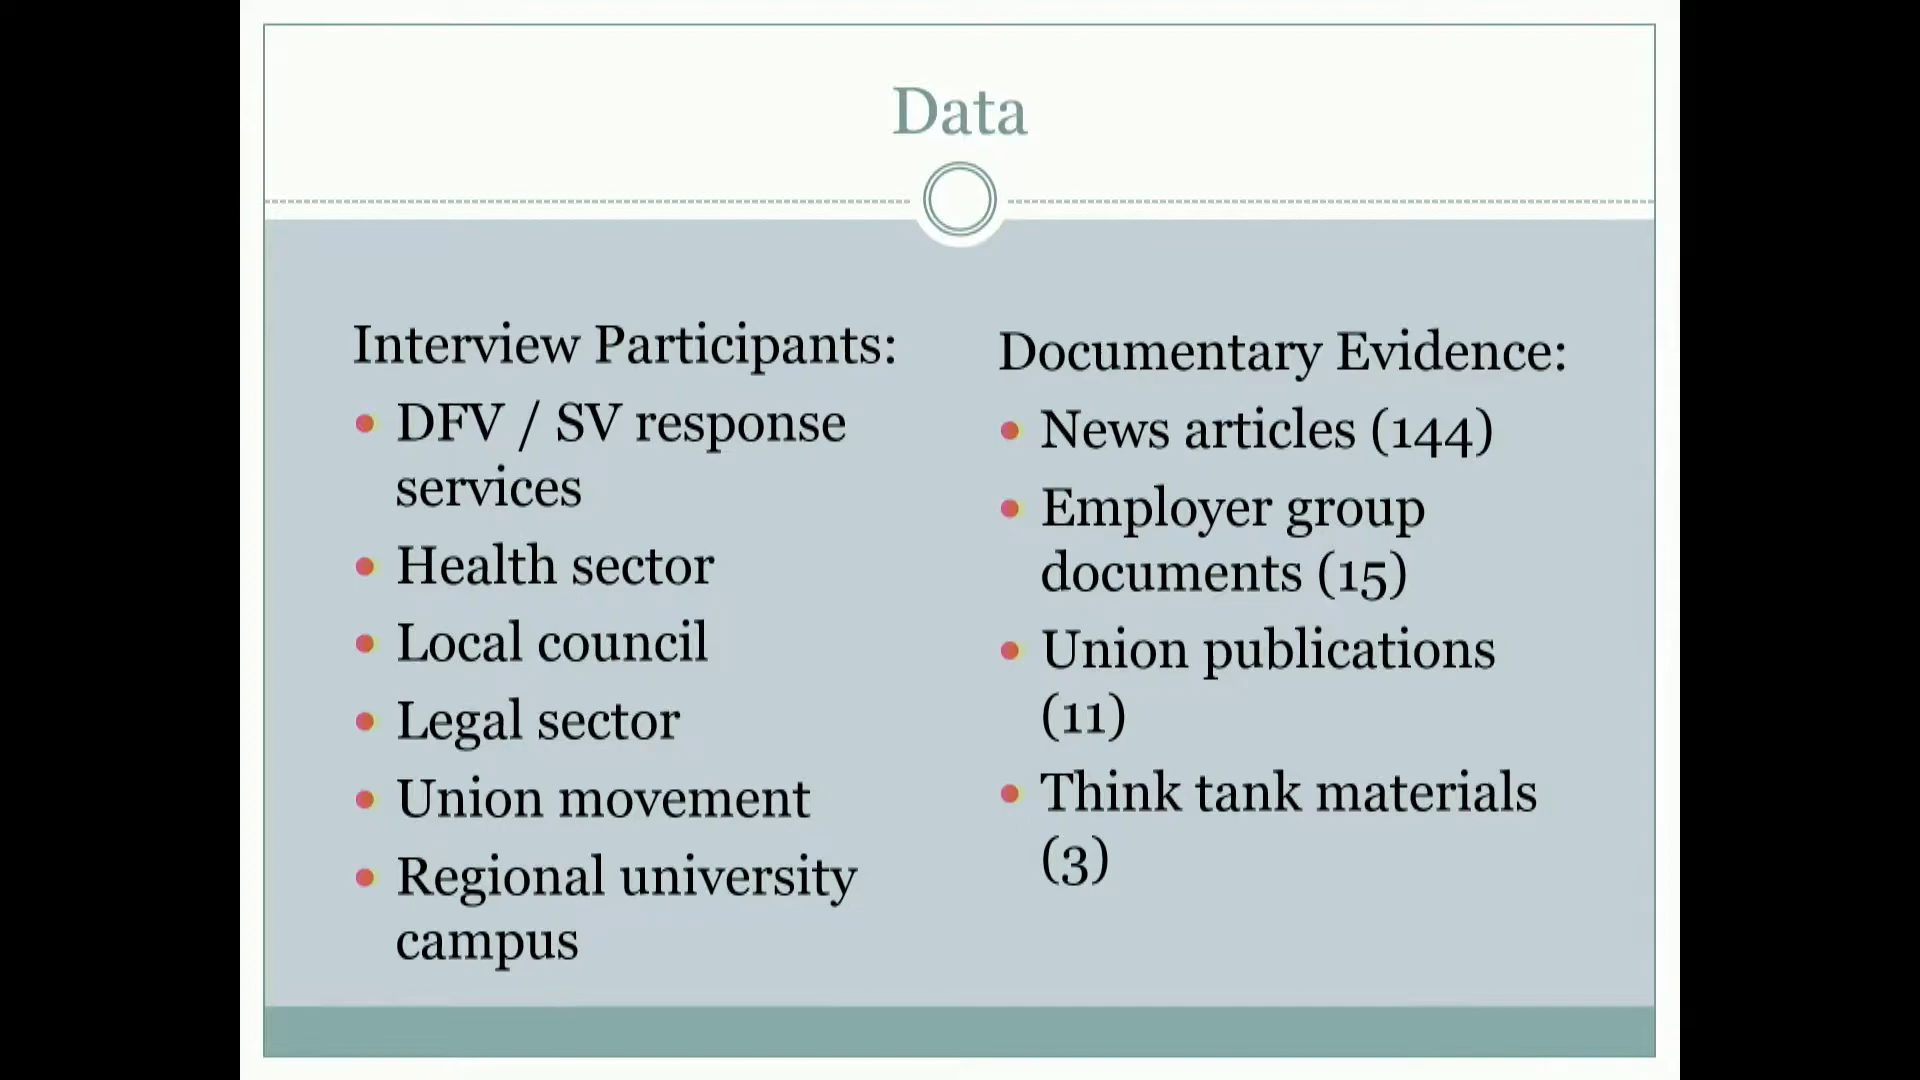 Data
Interview Participants:
DFV / SV response
services
Health sector
Local council
Legal sector
Union movement
Regional university
campus
Documentary Evidence:
News articles (144)
Employer group
documents (15)
Union publications
(11)
Think tank materials
(3)